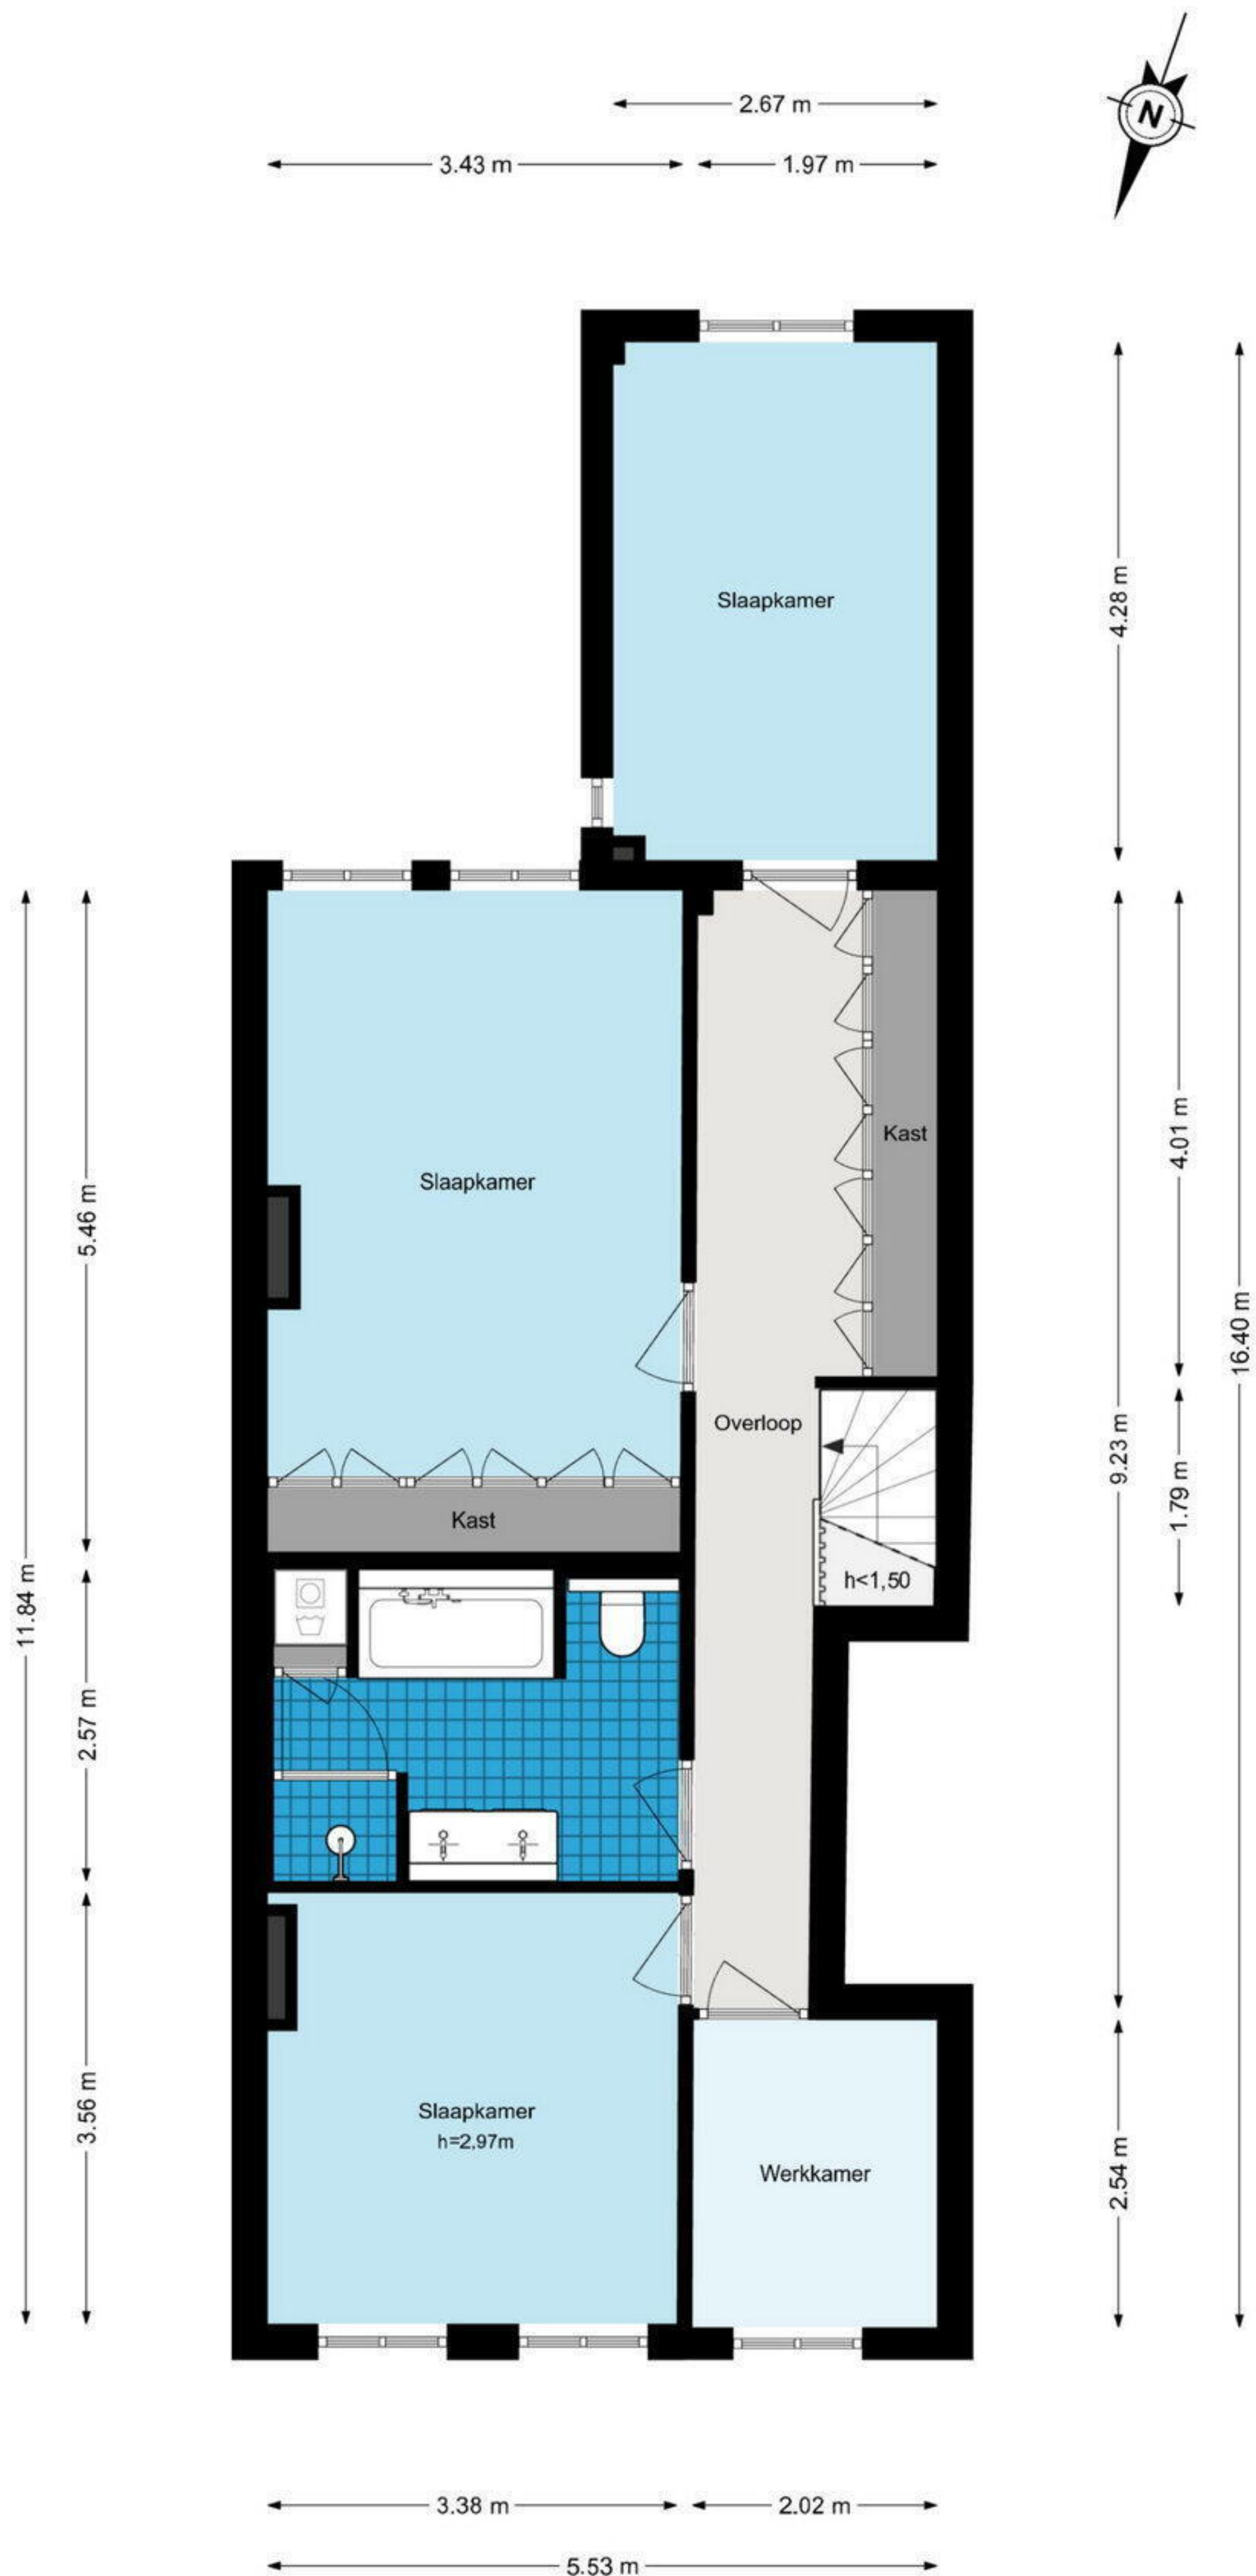 N
2.67 m
3.43 m
1.97 m
Slaapkamer
4.28 m
Kast
4.01 m
Slaapkamer
5.46 m
16.40 m
Overloop
9.23 m
1.79 m
Kast
h<1,50
11.84 m
2.57 m
Slaapkamer
h=2,97m
3.56 m
Werkkamer
2.54 m
3.38 m
2.02 m
5.53 m